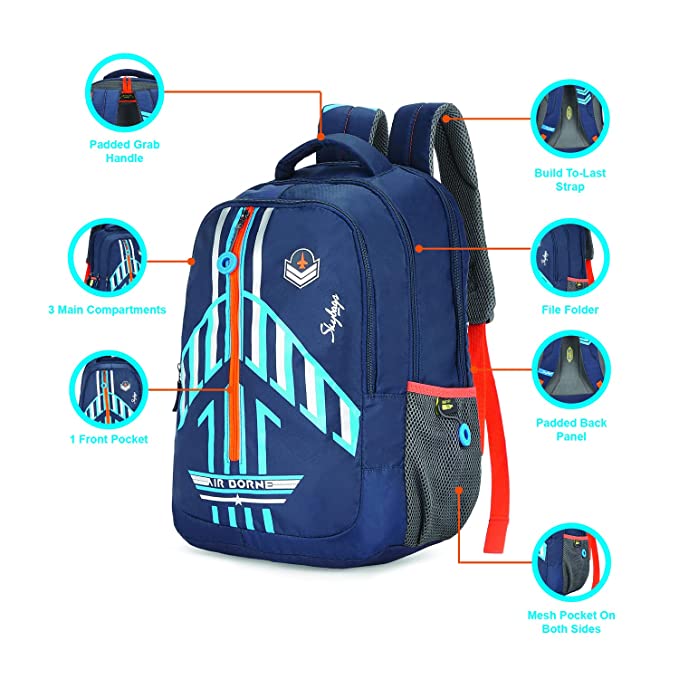 Padded Grab
Handle
3 Main Compartments
1 Front Pocket
Skybags
AIR BORNE
Build To-Last
Strap
File Folder
Padded Back
Panel
Mesh Pocket On
Both Sides